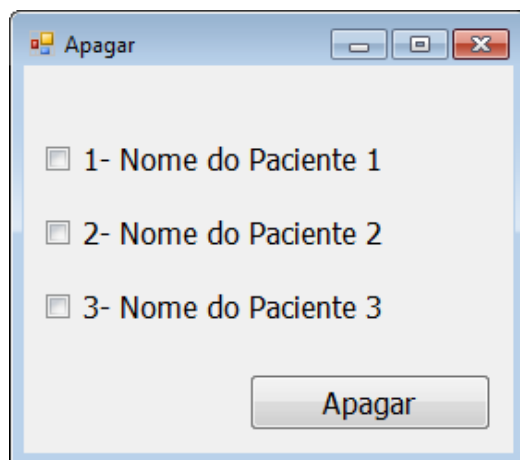 Apagar
1- Nome do Paciente 1
2- Nome do Paciente 2
3- Nome do Paciente 3
Apagar